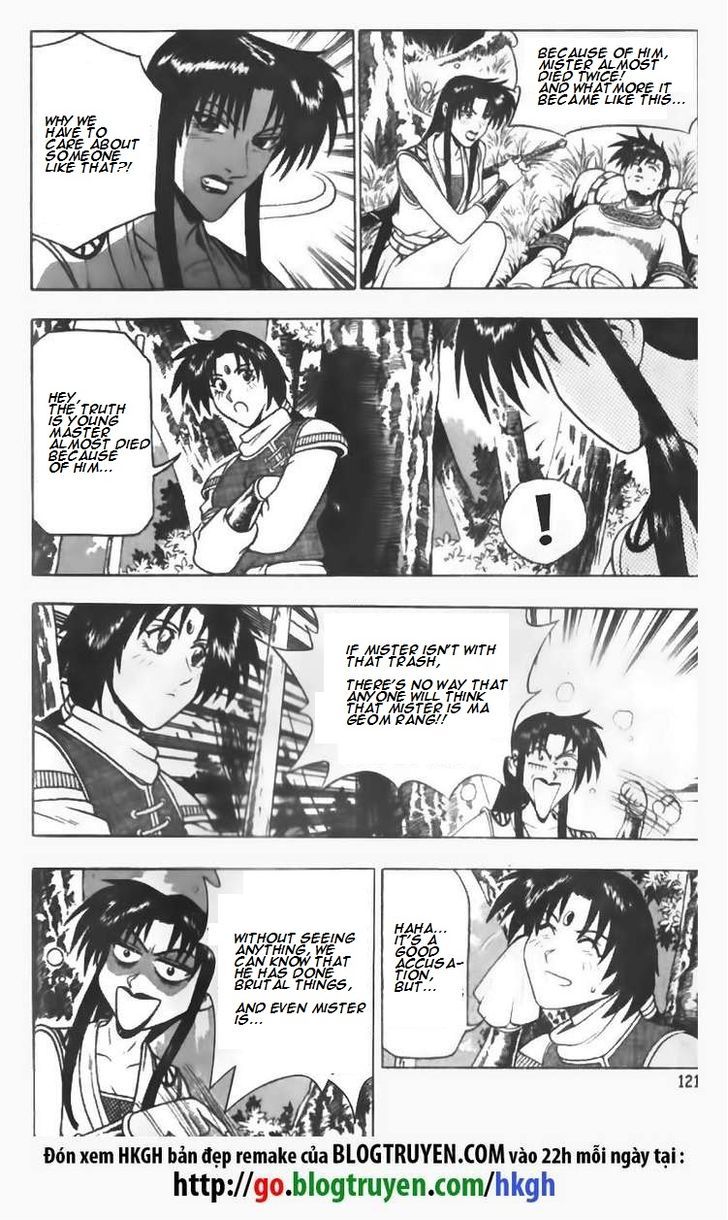 WHY WE
HAVE TO
CARE ABOUT
SOMEONE
LIKE THAT?!
BECAUSE OF HIM,
MISTER ALMOST
DIED TWICE!
AND WHAT MORE IT
BECAME LIKE THIS...
HEY,
THE TRUTH
IS YOUNG
MASTER
ALMOST DIED
BECAUSE
OF HIM...
!
IF MISTER ISN'T WITH
THAT TRASH,
THERE'S NO WAY THAT
ANYONE WILL THINK
THAT MISTER IS MA
GEOM RANG!!
WITHOUT SEEING
ANYTHING, WE
CAN KNOW THAT
HE HAS DONE
BRUTAL THINGS,
AND EVEN MISTER
IS...
HAHA...
IT'S A
GOOD
ACCUSA-
TION,
BUT...
121
Đón xem HKGH bản đẹp remake của BLOGTRUYEN.COM vào 22h mỗi ngày tại :
http://go.blogtruyen.com/hkgh